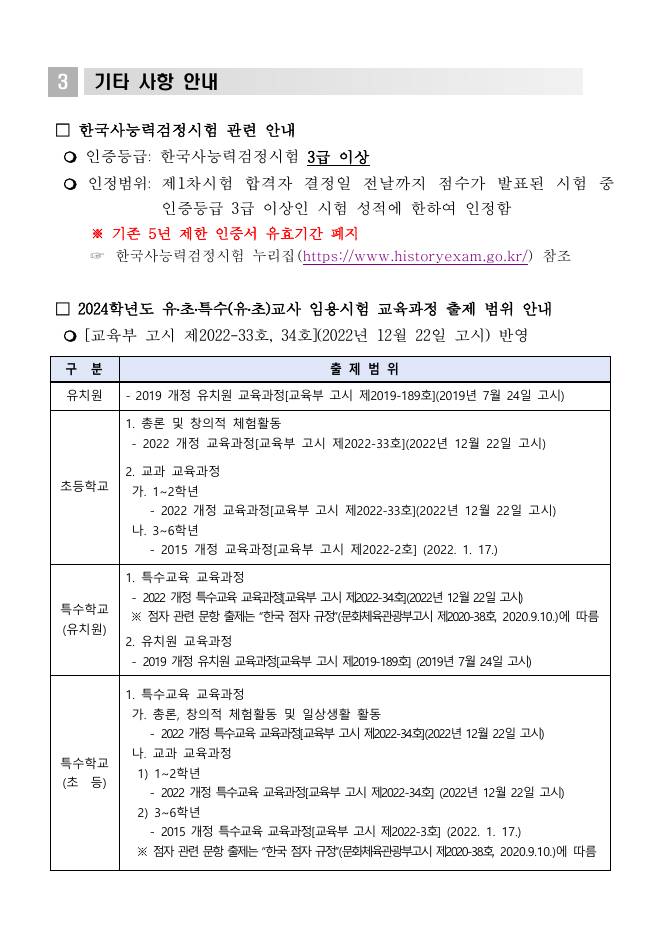 3 기타 사항 안내
□ 한국사능력검정시험 관련 안내
❍ 인증등급: 한국사능력검정시험 3급 이상
❍ 인정범위: 제1차시험 합격자 결정일 전날까지 점수가 발표된 시험 중
인증등급 3급 이상인 시험 성적에 한하여 인정함
※ 기존 5년 제한 인증서 유효기간 폐지
☞ 한국사능력검정시험 누리집(https://www.historyexam.go.kr/) 참조
□ 2024학년도 유·초·특수(유·초)교사 임용시험 교육과정 출제 범위 안내
❍ [교육부 고시 제2022-33호, 34호](2022년 12월 22일 고시) 반영
구 분 출 제 범 위
유치원 - 2019 개정 유치원 교육과정[교육부 고시 제2019-189호](2019년 7월 24일 고시)
초등학교
1. 총론 및 창의적 체험활동
- 2022 개정 교육과정[교육부 고시 제2022-33호](2022년 12월 22일 고시)
2. 교과 교육과정
가. 1~2학년
- 2022 개정 교육과정[교육부 고시 제2022-33호](2022년 12월 22일 고시)
나. 3~6학년
- 2015 개정 교육과정[교육부 고시 제2022-2호] (2022. 1. 17.)
특수학교
(유치원)
1. 특수교육 교육과정
- 2022 개정 특수교육 교육과정[교육부 고시 제2022-34호](2022년 12월 22일 고시)
※ 점자 관련 문항 출제는 “한국 점자 규정”(문화체육관광부고시 제2020-38호, 2020.9.10.)에 따름
2. 유치원 교육과정
- 2019 개정 유치원 교육과정[교육부 고시 제2019-189호] (2019년 7월 24일 고시)
특수학교
(초 등)
1. 특수교육 교육과정
가. 총론, 창의적 체험활동 및 일상생활 활동
- 2022 개정 특수교육 교육과정[교육부 고시 제2022-34호](2022년 12월 22일 고시)
나. 교과 교육과정
1) 1~2학년
- 2022 개정 특수교육 교육과정[교육부 고시 제2022-34호] (2022년 12월 22일 고시)
2) 3~6학년
- 2015 개정 특수교육 교육과정[교육부 고시 제2022-3호] (2022. 1. 17.)
※ 점자 관련 문항 출제는 “한국 점자 규정”(문화체육관광부고시 제2020-38호, 2020.9.10.)에 따름